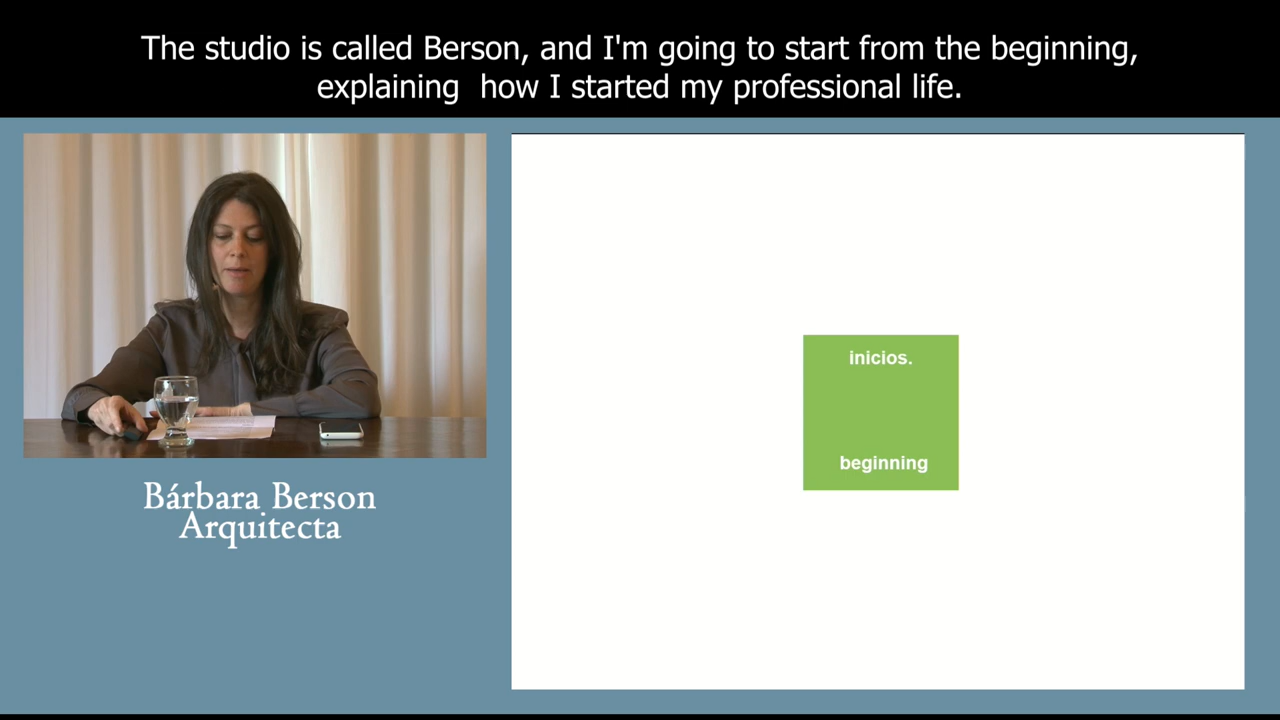 The studio is called Berson, and I'm going to start from the beginning,
explaining  how I started my professional life.
inicios.
beginning
Bárbara Berson
Arquitecta